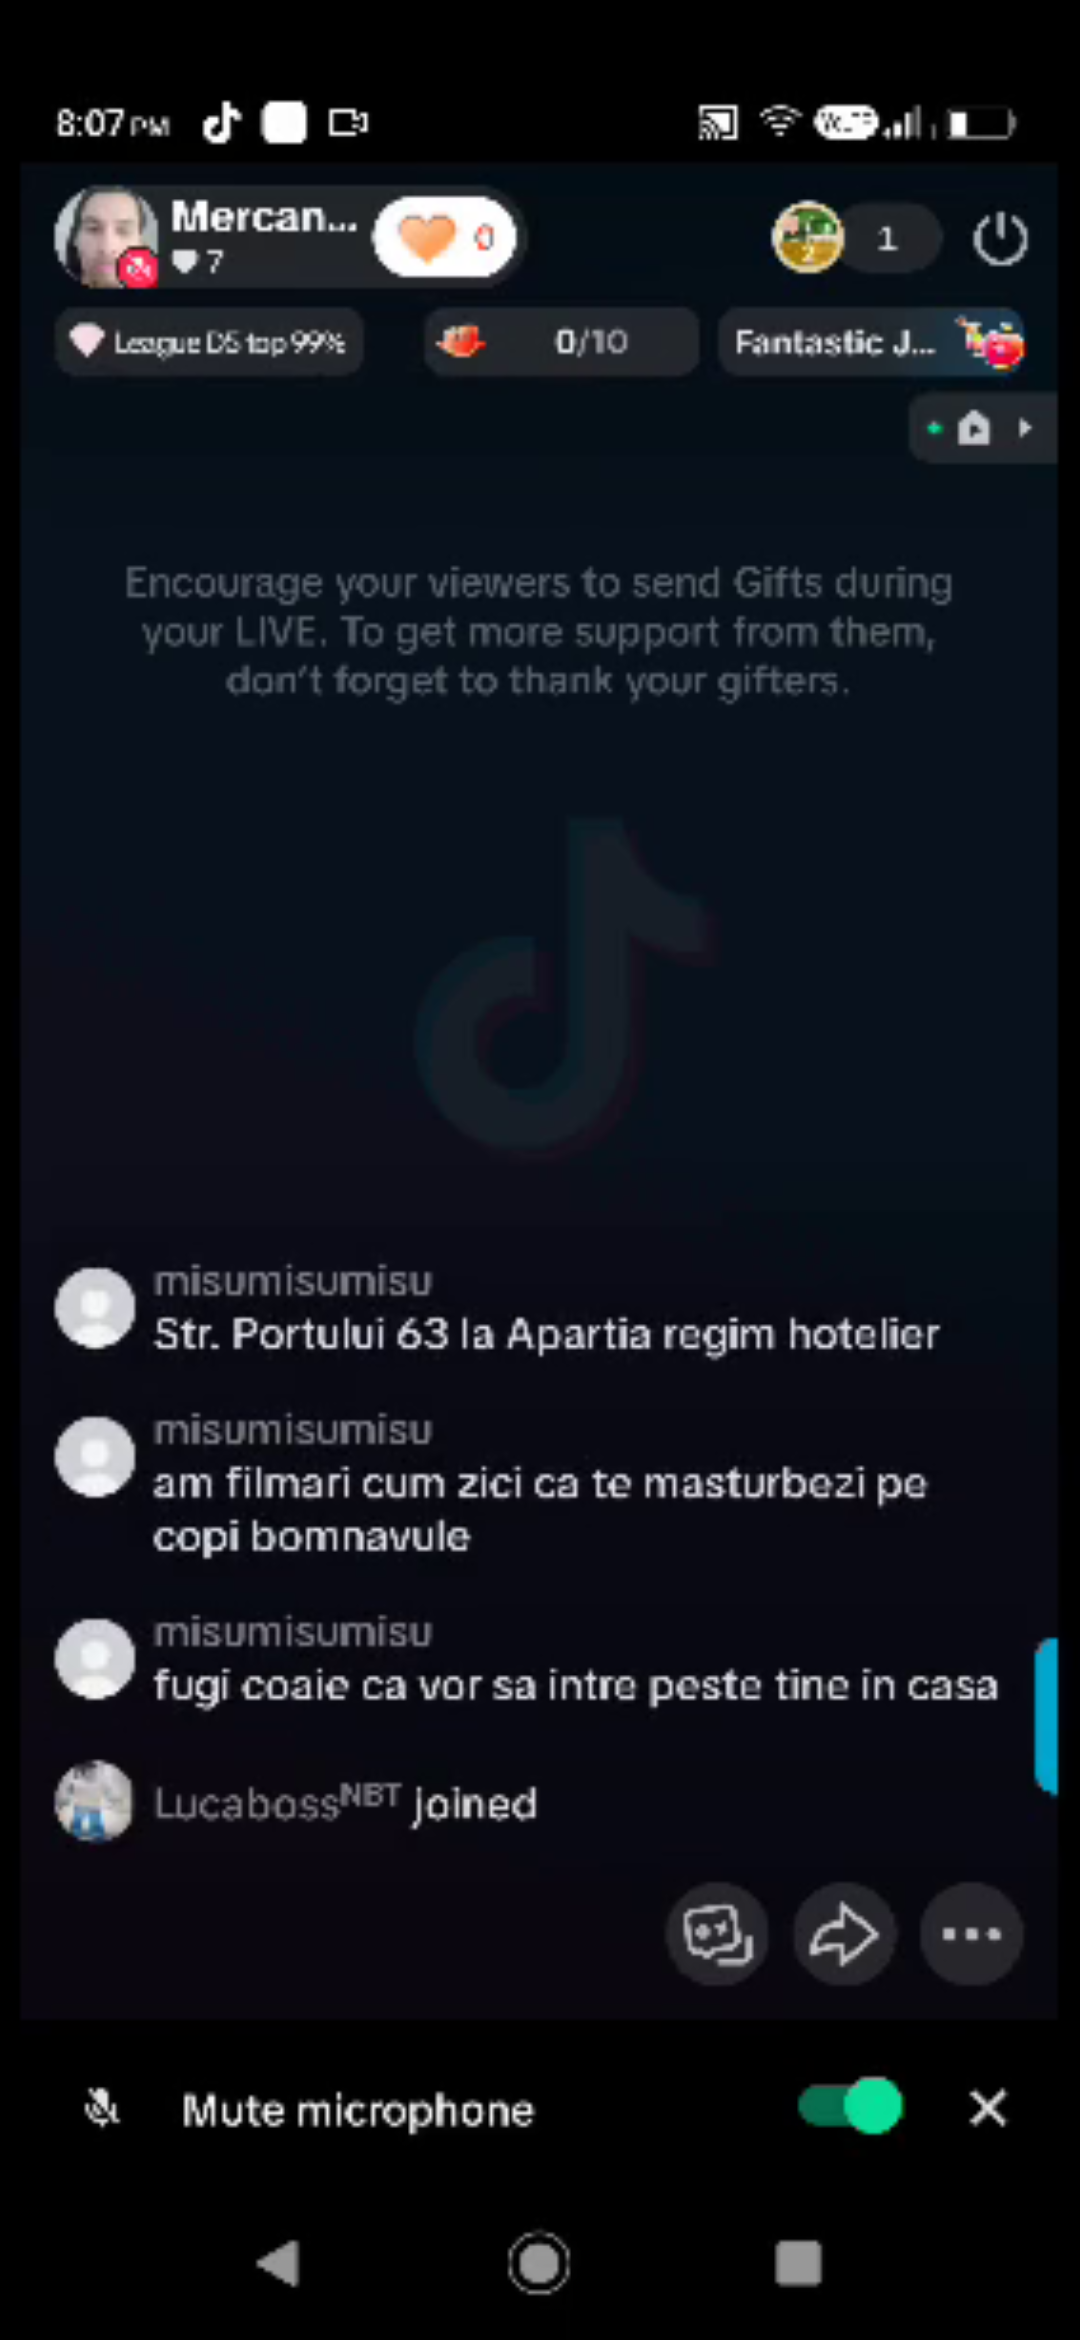 8:07 PM
Mercan... 0
7
1
League D5 top 99%
0/10
Fantastic J...
Encourage your viewers to send Gifts during
your LIVE. To get more support from them,
don't forget to thank your gifters.
misumisumisu
Str. Portului 63 la Apartia regim hotelier
misumisumisu
am filmari cum zici ca te masturbezi pe
copi bomnavule
misumisumisu
fugi coaie ca vor sa intre peste tine in casa
Lucaboss NBT joined
Mute microphone